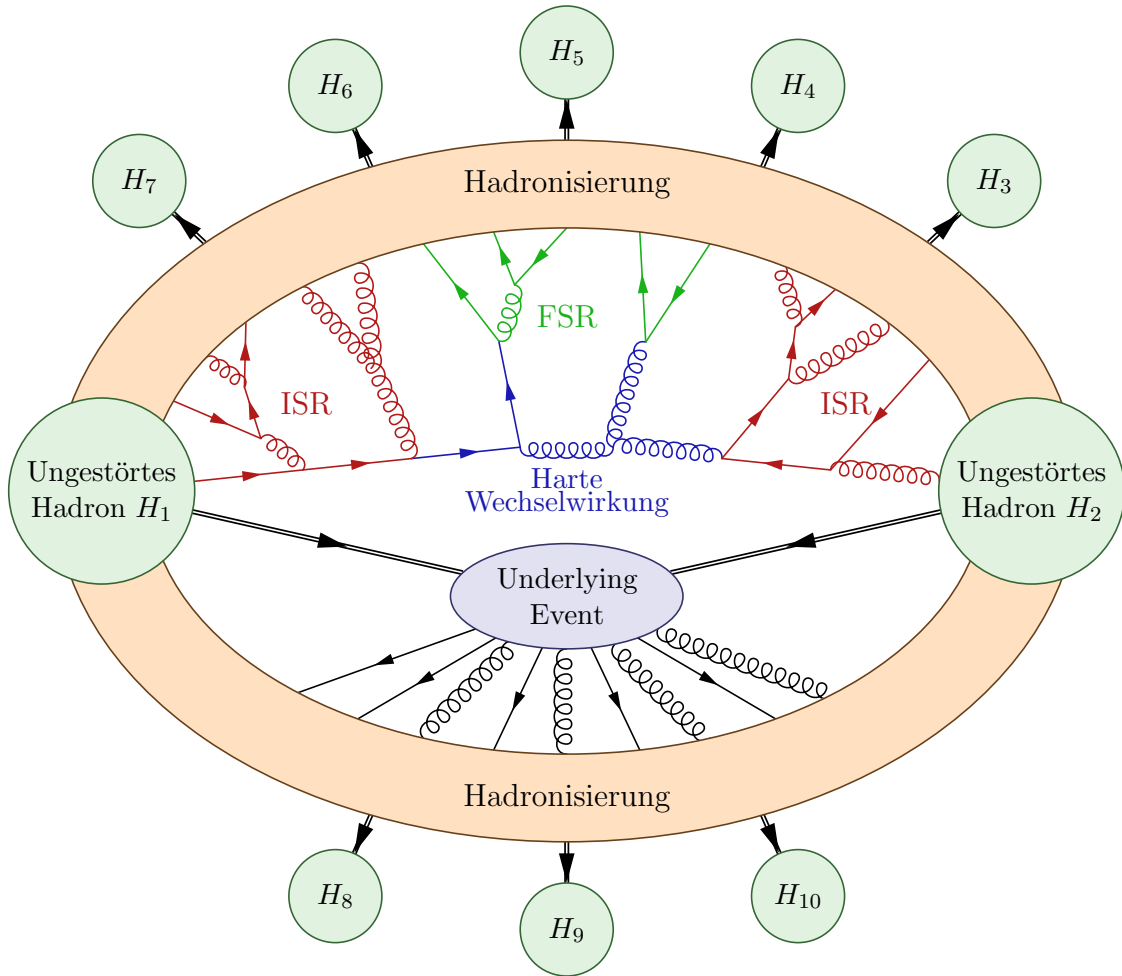 H5
H6
H4
H7
H3
Hadronisierung
FSR
ISR
ISR
Ungestörtes
Hadron H1
Harte
Wechselwirkung
Ungestörtes
Hadron H2
Underlying
Event
Hadronisierung
H8
H10
H9